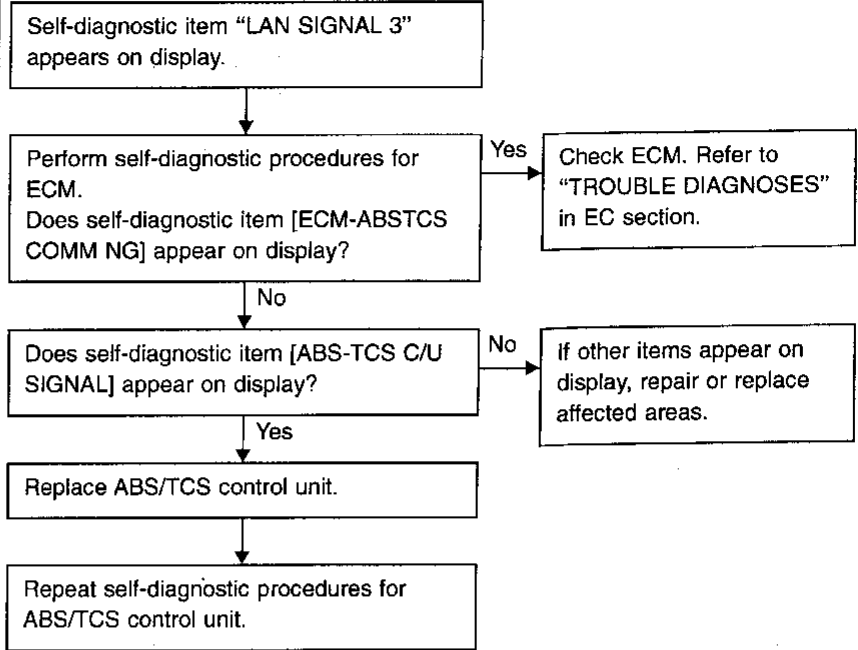 Self-diagnostic item “LAN SIGNAL 3”
appears on display.
Perform self-diagnostic procedures for
ECM.
Does self-diagnostic item [ECM-ABSTCS
COMM NG] appear on display?
Yes
Check ECM. Refer to
“TROUBLE DIAGNOSES”
in EC section.
No
Does self-diagnostic item [ABS-TCS C/U
SIGNAL] appear on display?
No
If other items appear on
display, repair or replace
affected areas.
Yes
Replace ABS/TCS control unit.
Repeat self-diagnostic procedures for
ABS/TCS control unit.